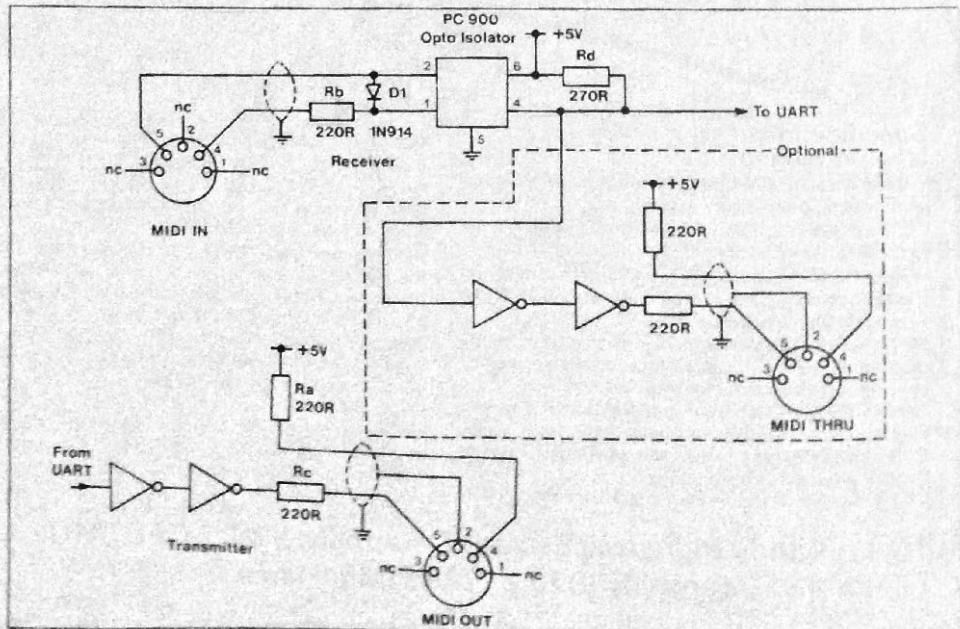 PC 900
Opto Isolator
+5V
Rd
270R
2
6
D1
Rb
1
4
To UART
220R
1N914
5
Receiver
Optional
nc
5
2
4
nc
3
1
nc
MIDI IN
+5V
220R
220R
5
2
4
nc
3
1
nc
MIDI THRU
+5V
Ra
220R
From
UART
Rc
220R
Transmitter
5
2
4
nc
3
1
nc
MIDI OUT